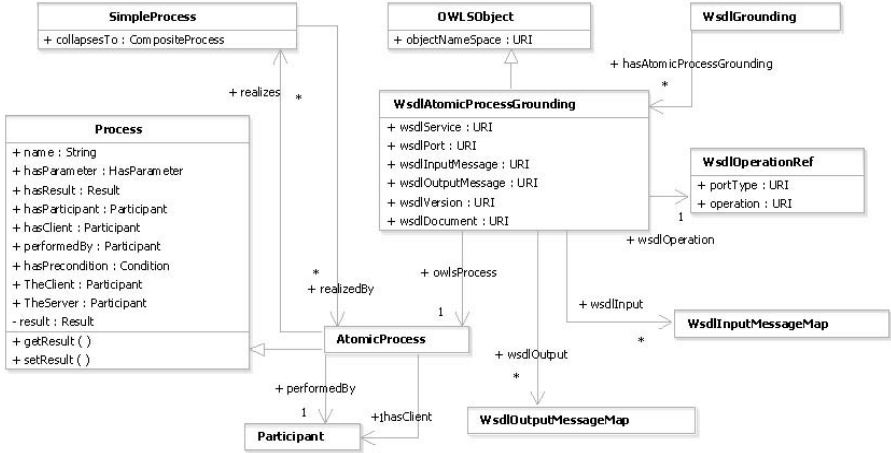 SimpleProcess
+ collapsesTo : CompositeProcess
OWLSObject
+ objectNameSpace : URI
WsdlGrounding
+ hasAtomicProcessGrounding
*
+ realizes
*
WsdlAtomicProcessGrounding
+ wsdlService : URI
+ wsdlPort : URI
+ wsdlInputMessage : URI
+ wsdlOutputMessage : URI
+ wsdlVersion : URI
+ wsdlDocument : URI
Process
+ name : String
+ hasParameter : HasParameter
+ hasResult : Result
+ hasParticipant : Participant
+ hasClient : Participant
+ performedBy : Participant
+ hasPrecondition : Condition
+ TheClient : Participant
+ TheServer : Participant
- result : Result
+ getResult ( )
+ setResult ( )
WsdlOperationRef
+ portType : URI
+ operation : URI
1
+ wsdlOperation
*
+ realizedBy
+ owlsProcess
1
+ wsdlInput
*
WsdlInputMessageMap
AtomicProcess
+ wsdlOutput
*
WsdlOutputMessageMap
+ performedBy
1
+ hasClient
1
Participant